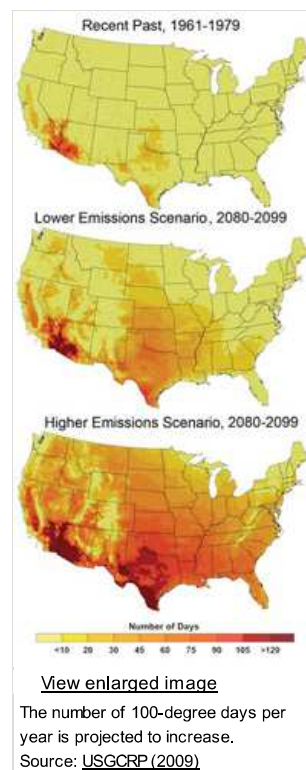 Recent Past, 1961-1979
Lower Emissions Scenario, 2080-2099
Higher Emissions Scenario, 2080-2099
Number of Days
<10 20 30 45 60 75 90 105 >120
View enlarged image
The number of 100-degree days per
year is projected to increase.
Source: USGCRP (2009)